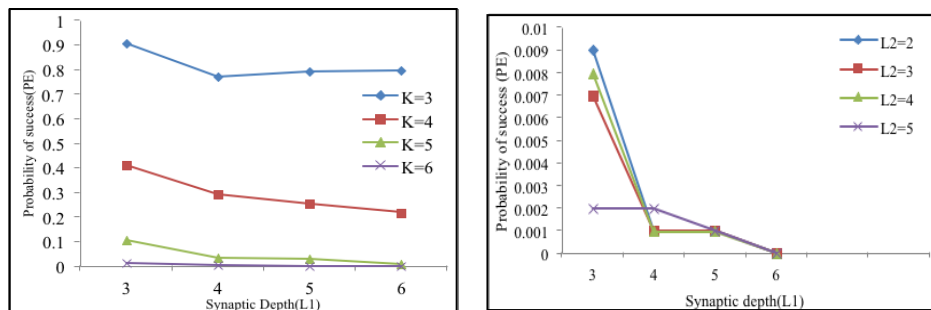 1
0.9
0.8
0.7
0.6
0.5
0.4
0.3
0.2
0.1
0
Probability of success(PE)
K=3
K=4
K=5
K=6
3 4 5 6
Synaptic Depth(L1)
0.01
0.009
0.008
0.007
0.006
0.005
0.004
0.003
0.002
0.001
0
Probability of success (PE)
L2=2
L2=3
L2=4
L2=5
3 4 5 6
Synaptic depth(L1)